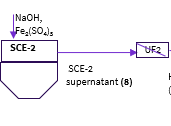 NaOH,
Fe₂(SO₄)₃
SCE-2
UF2
SCE-2
supernatant (8)